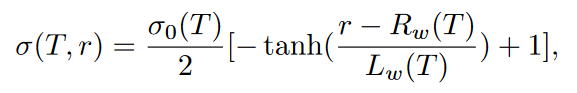 σ(T, r) = σ₀(T)/2 [− tanh( (r − R_w(T))/L_w(T) ) + 1],